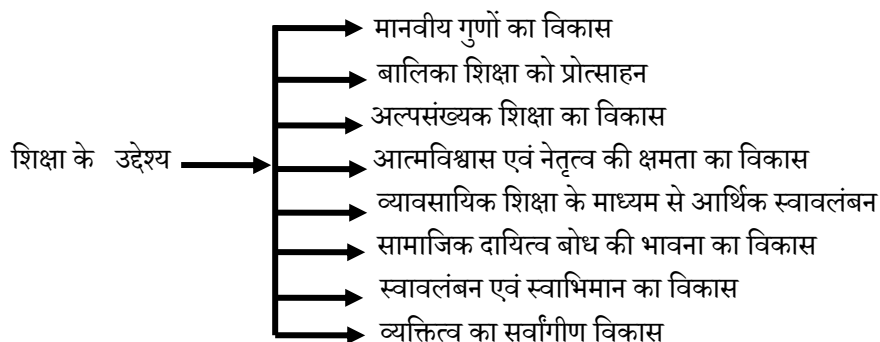 मानवीय गुणों का विकास
बालिका शिक्षा को प्रोत्साहन
अल्पसंख्यक शिक्षा का विकास
शिक्षा के उद्देश्य
आत्मविश्वास एवं नेतृत्व की क्षमता का विकास
व्यावसायिक शिक्षा के माध्यम से आर्थिक स्वावलंबन
सामाजिक दायित्व बोध की भावना का विकास
स्वावलंबन एवं स्वाभिमान का विकास
व्यक्तित्व का सर्वांगीण विकास